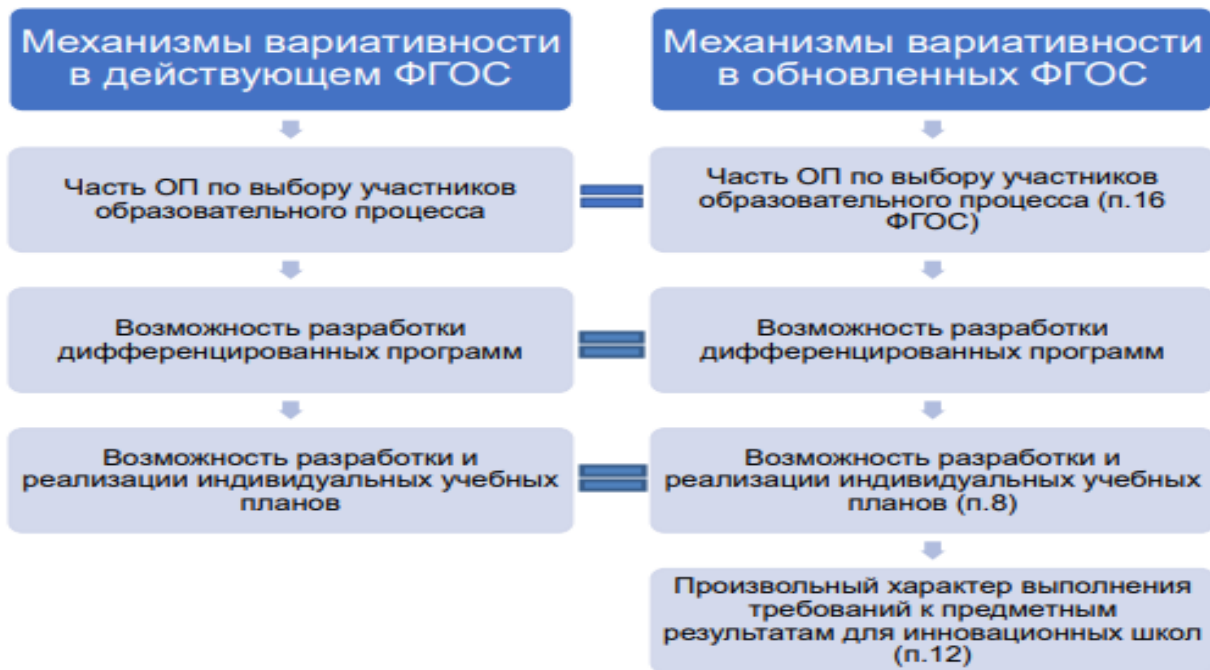 Механизмы вариативности
в действующем ФГОС
Часть ОП по выбору участников
образовательного процесса
Возможность разработки
дифференцированных программ
Возможность разработки и
реализации индивидуальных учебных
планов
Механизмы вариативности
в обновленных ФГОС
Часть ОП по выбору участников
образовательного процесса (п.16
ФГОС)
Возможность разработки
дифференцированных программ
Возможность разработки и
реализации индивидуальных учебных
планов (п.8)
Произвольный характер выполнения
требований к предметным
результатам для инновационных школ
(п.12)